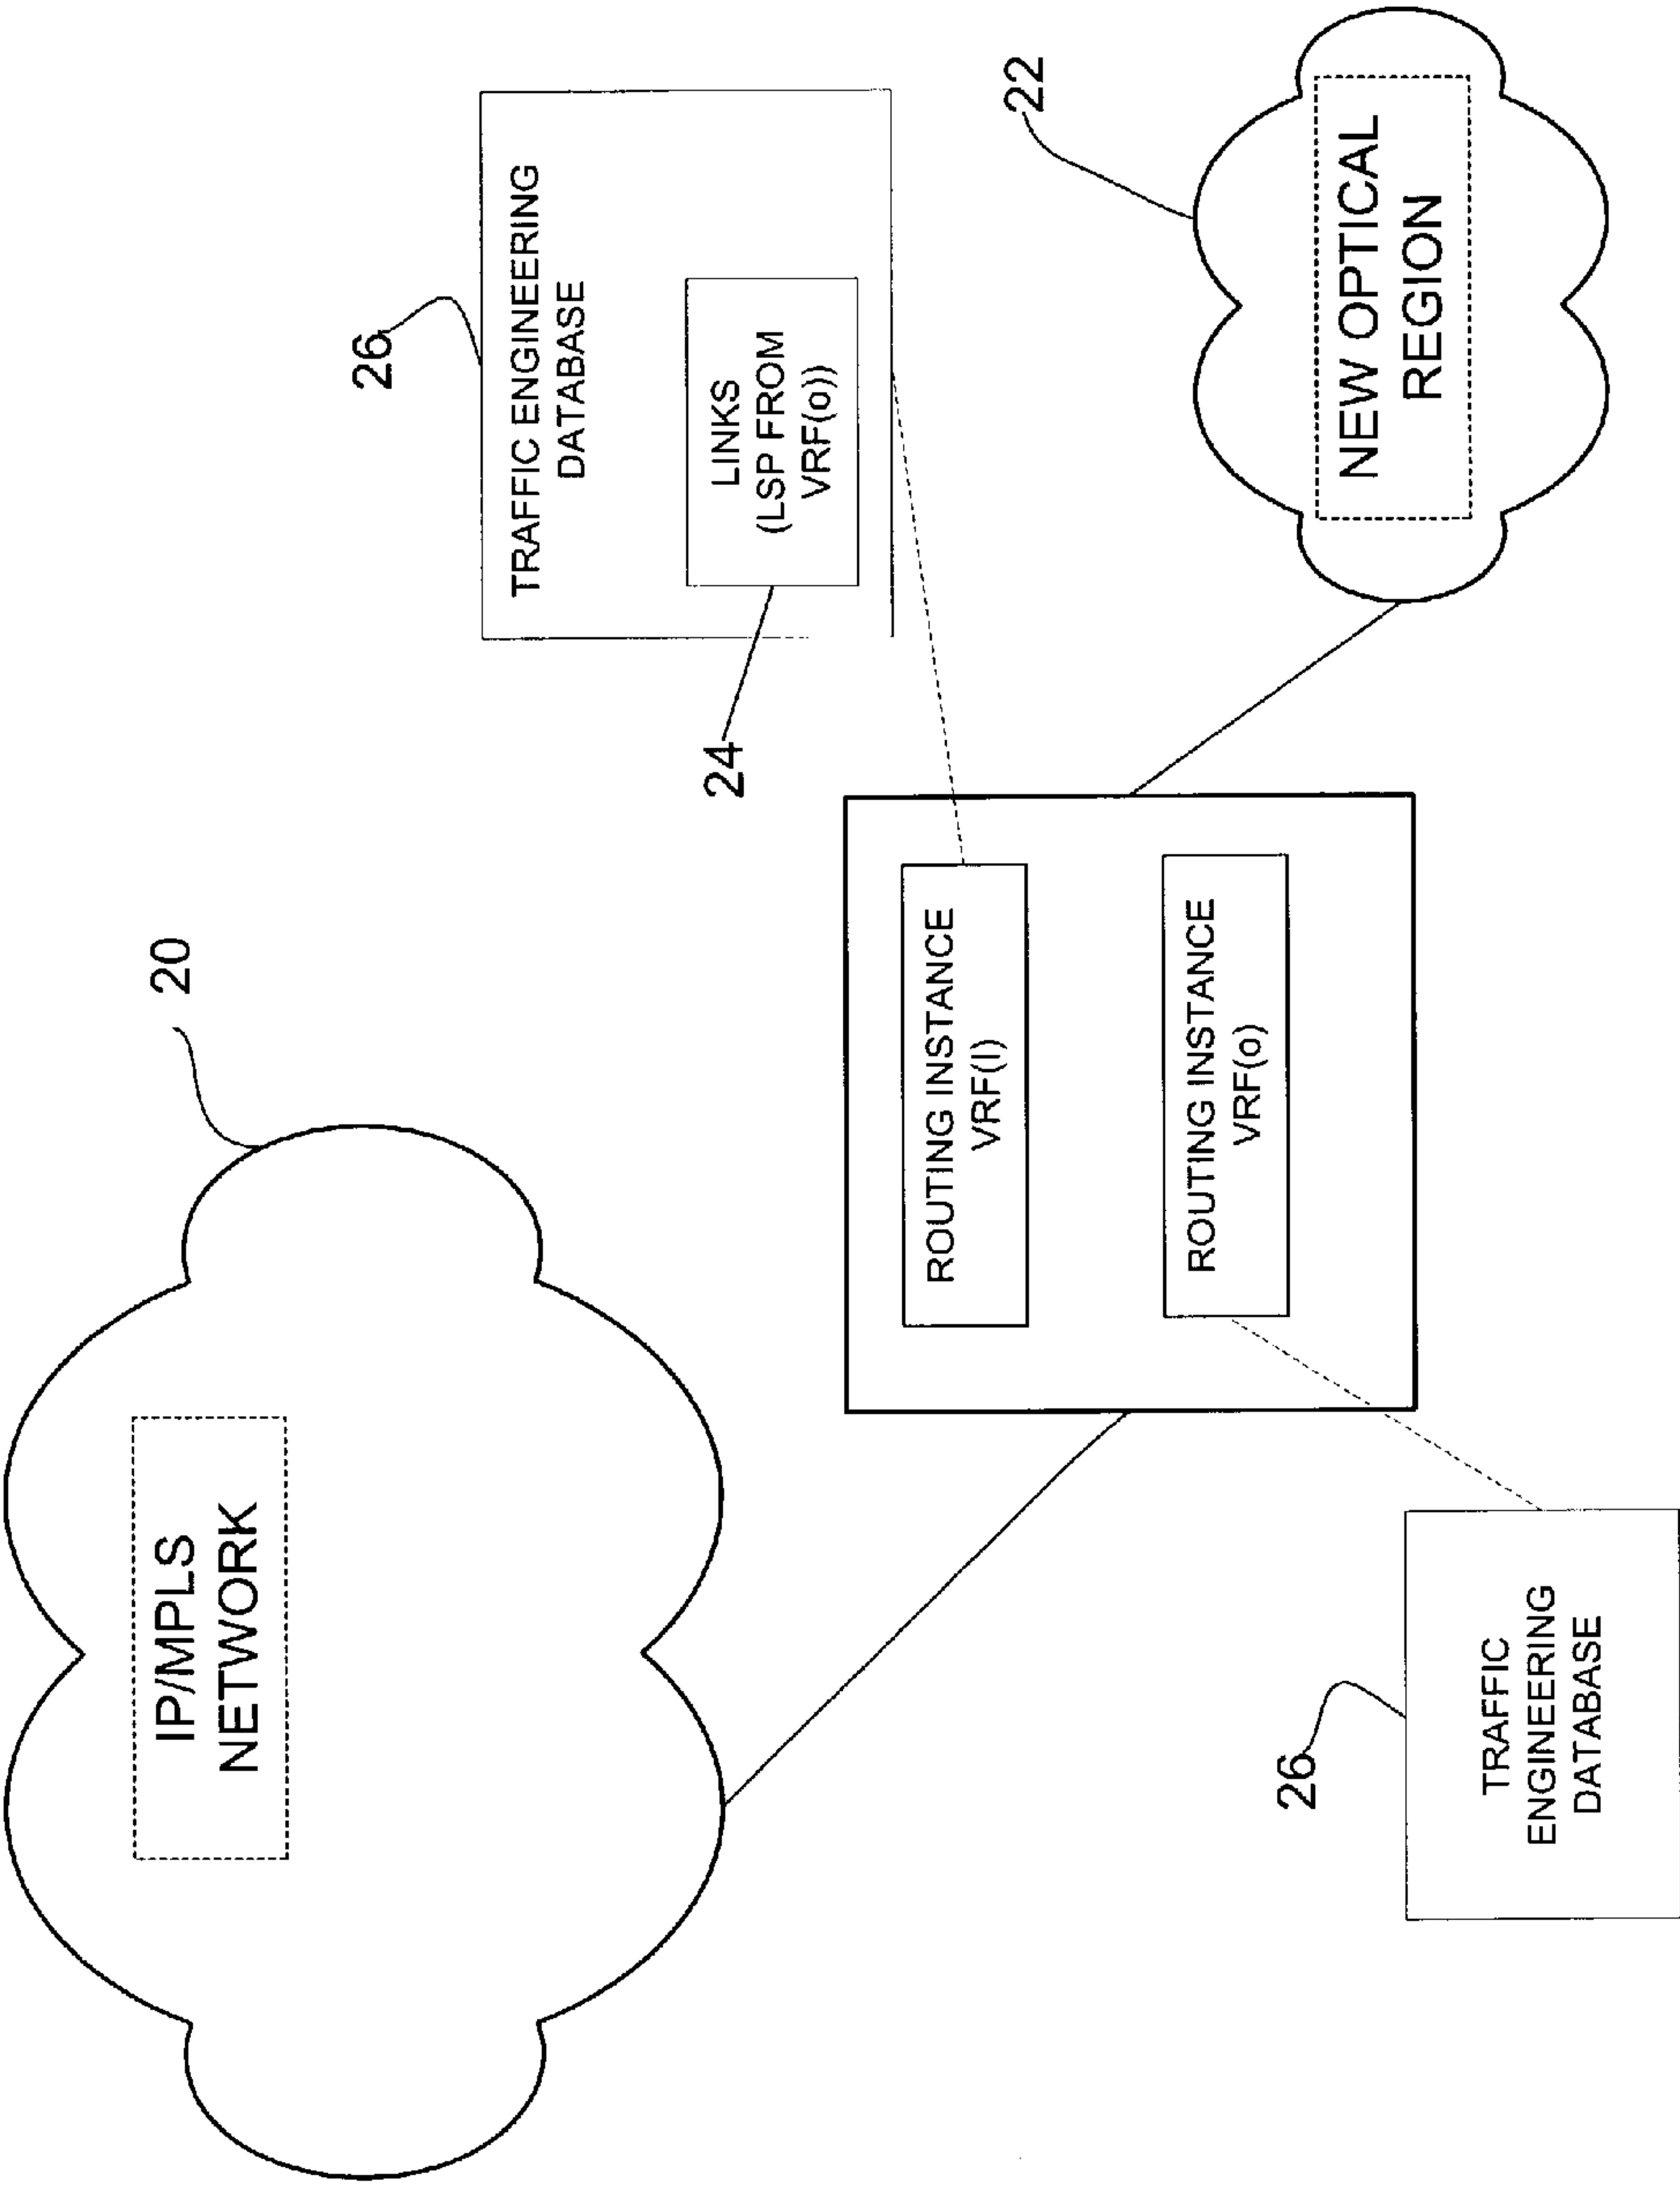 20
IP/MPLS
NETWORK
26
TRAFFIC ENGINEERING
DATABASE
LINKS
(LSP FROM
VRF(o))
24
ROUTING INSTANCE
VRF(I)
ROUTING INSTANCE
VRF(o)
22
NEW OPTICAL
REGION
26
TRAFFIC
ENGINEERING
DATABASE